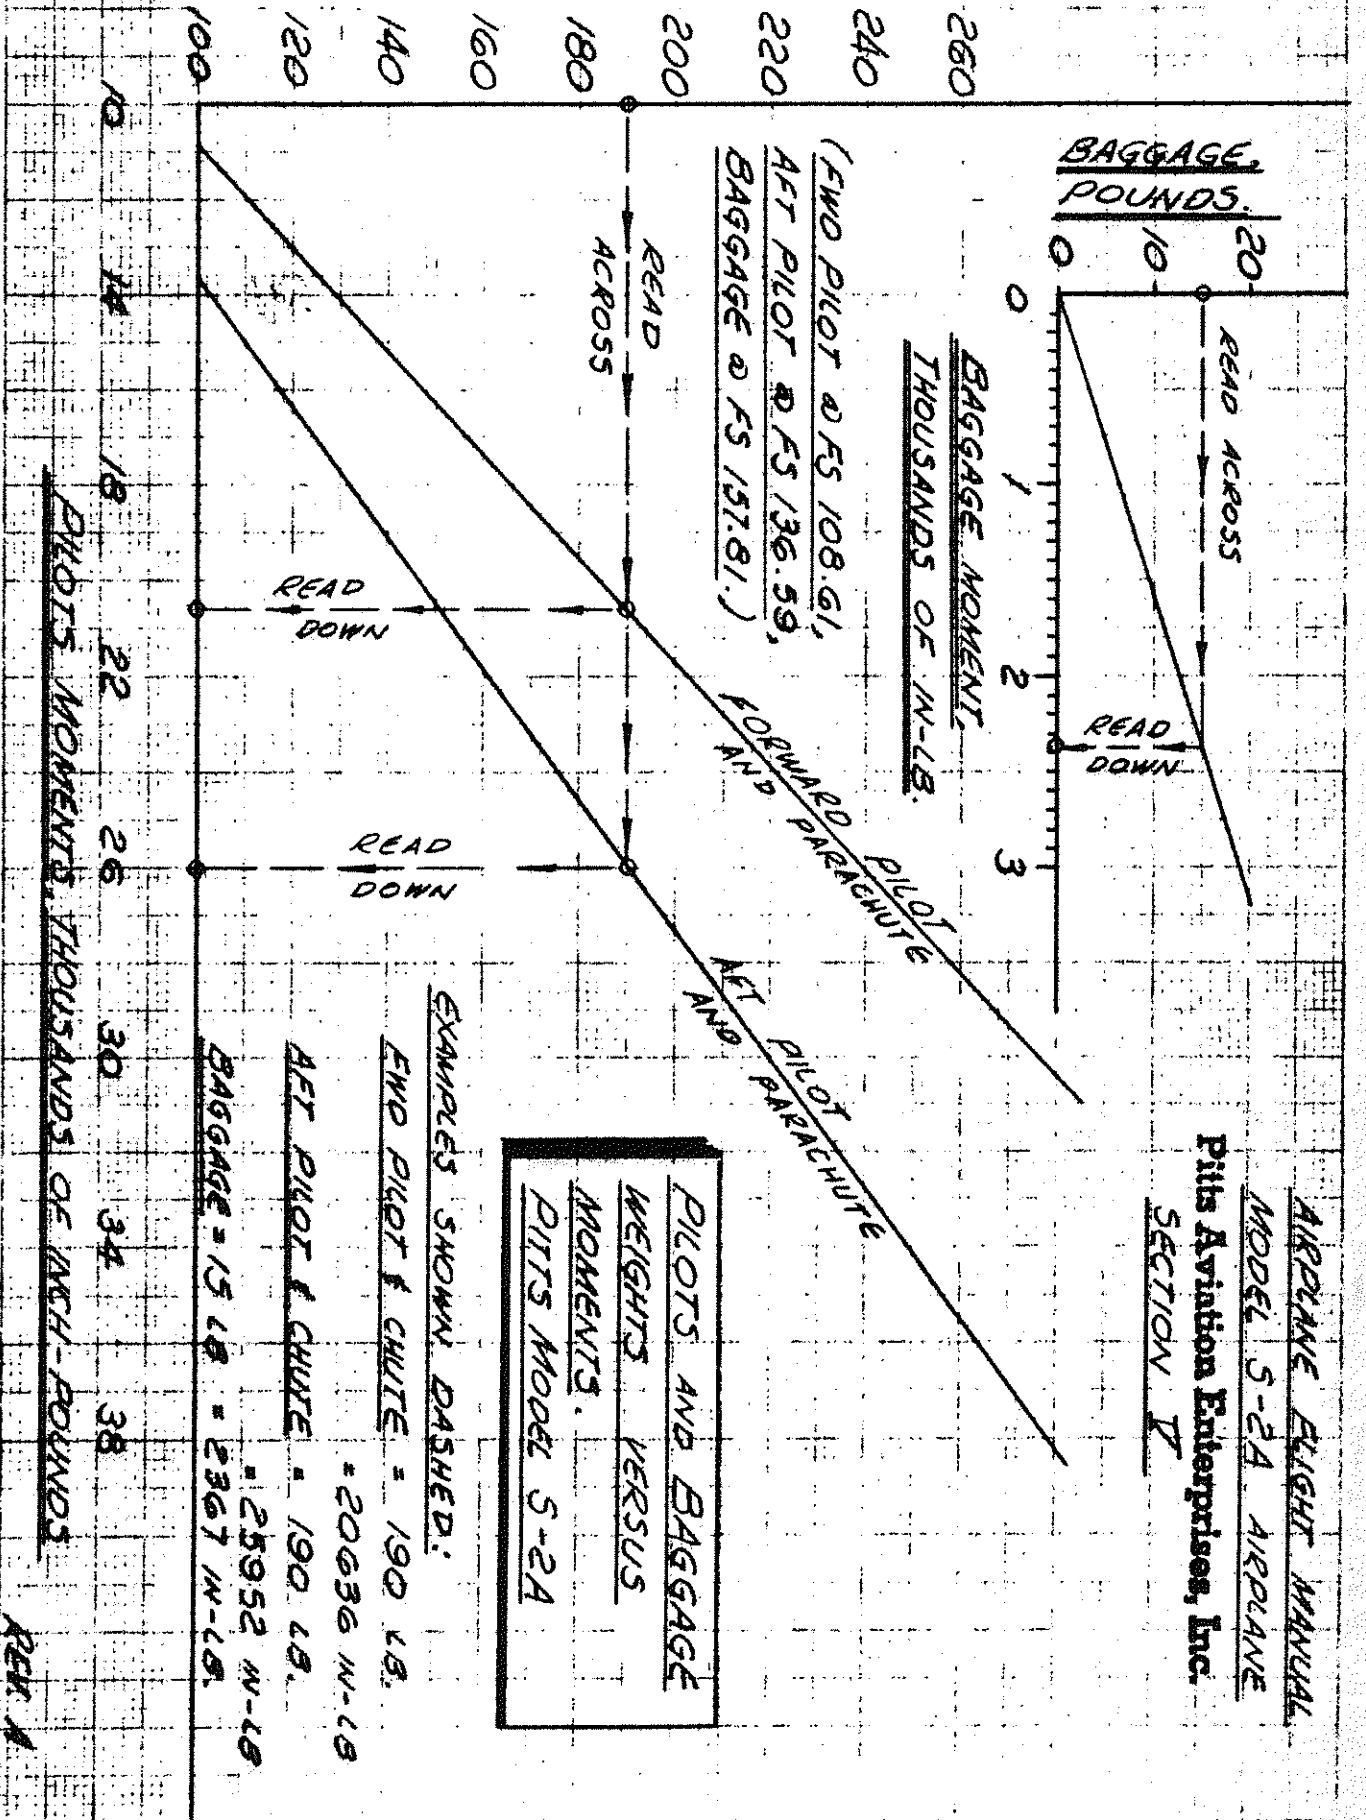 AIRPLANE FLIGHT MANUAL
MODEL S-2A AIRPLANE
Pitts Aviation Enterprises, Inc.
SECTION V
BAGGAGE,
POUNDS.
20
10
0
READ ACROSS
READ
DOWN
0 1 2 3
BAGGAGE MOMENT,
THOUSANDS OF IN-LB.
(FWD PILOT @ FS 108.61,
AFT PILOT @ FS 136.59,
BAGGAGE @ FS 157.81.)
260
240
220
200
180
160
140
120
100
READ
ACROSS
FORWARD PILOT
AND PARACHUTE
AFT PILOT
AND PARACHUTE
READ
DOWN
READ
DOWN
PILOTS AND BAGGAGE
WEIGHTS VERSUS
MOMENTS.
PITTS MODEL S-2A
EXAMPLES SHOWN DASHED:
FWD PILOT & CHUTE = 190 LB.
= 20636 IN-LB
AFT PILOT & CHUTE = 190 LB.
= 25952 IN-LB
BAGGAGE = 15 LB = 2367 IN-LB.
10 14 18 22 26 30 34 38
PILOTS MOMENTS, THOUSANDS OF INCH-POUNDS
REV. A